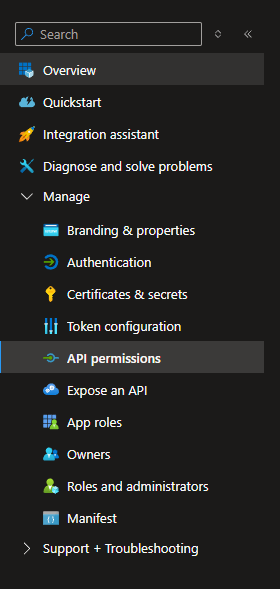 Search
Overview
Quickstart
Integration assistant
Diagnose and solve problems
Manage
Branding & properties
Authentication
Certificates & secrets
Token configuration
API permissions
Expose an API
App roles
Owners
Roles and administrators
Manifest
Support + Troubleshooting